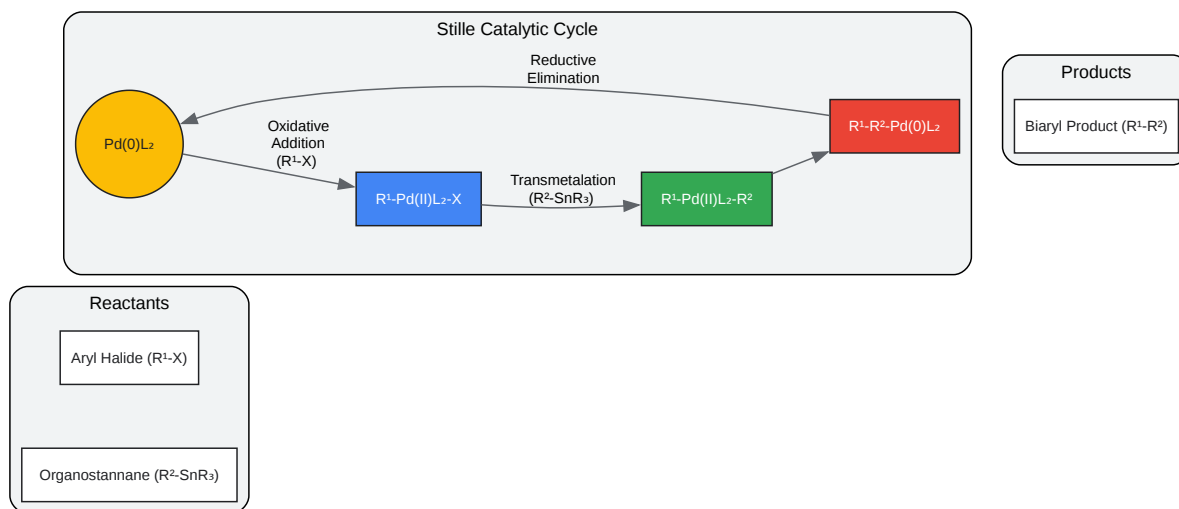 Stille Catalytic Cycle
Reductive
Elimination
Products
Pd(0)L₂
Oxidative
Addition
(R¹-X)
R¹-Pd(II)L₂-X
Transmetalation
(R²-SnR₃)
R¹-Pd(II)L₂-R²
R¹-R²-Pd(0)L₂
Biaryl Product (R¹-R²)
Reactants
Aryl Halide (R¹-X)
Organostannane (R²-SnR₃)